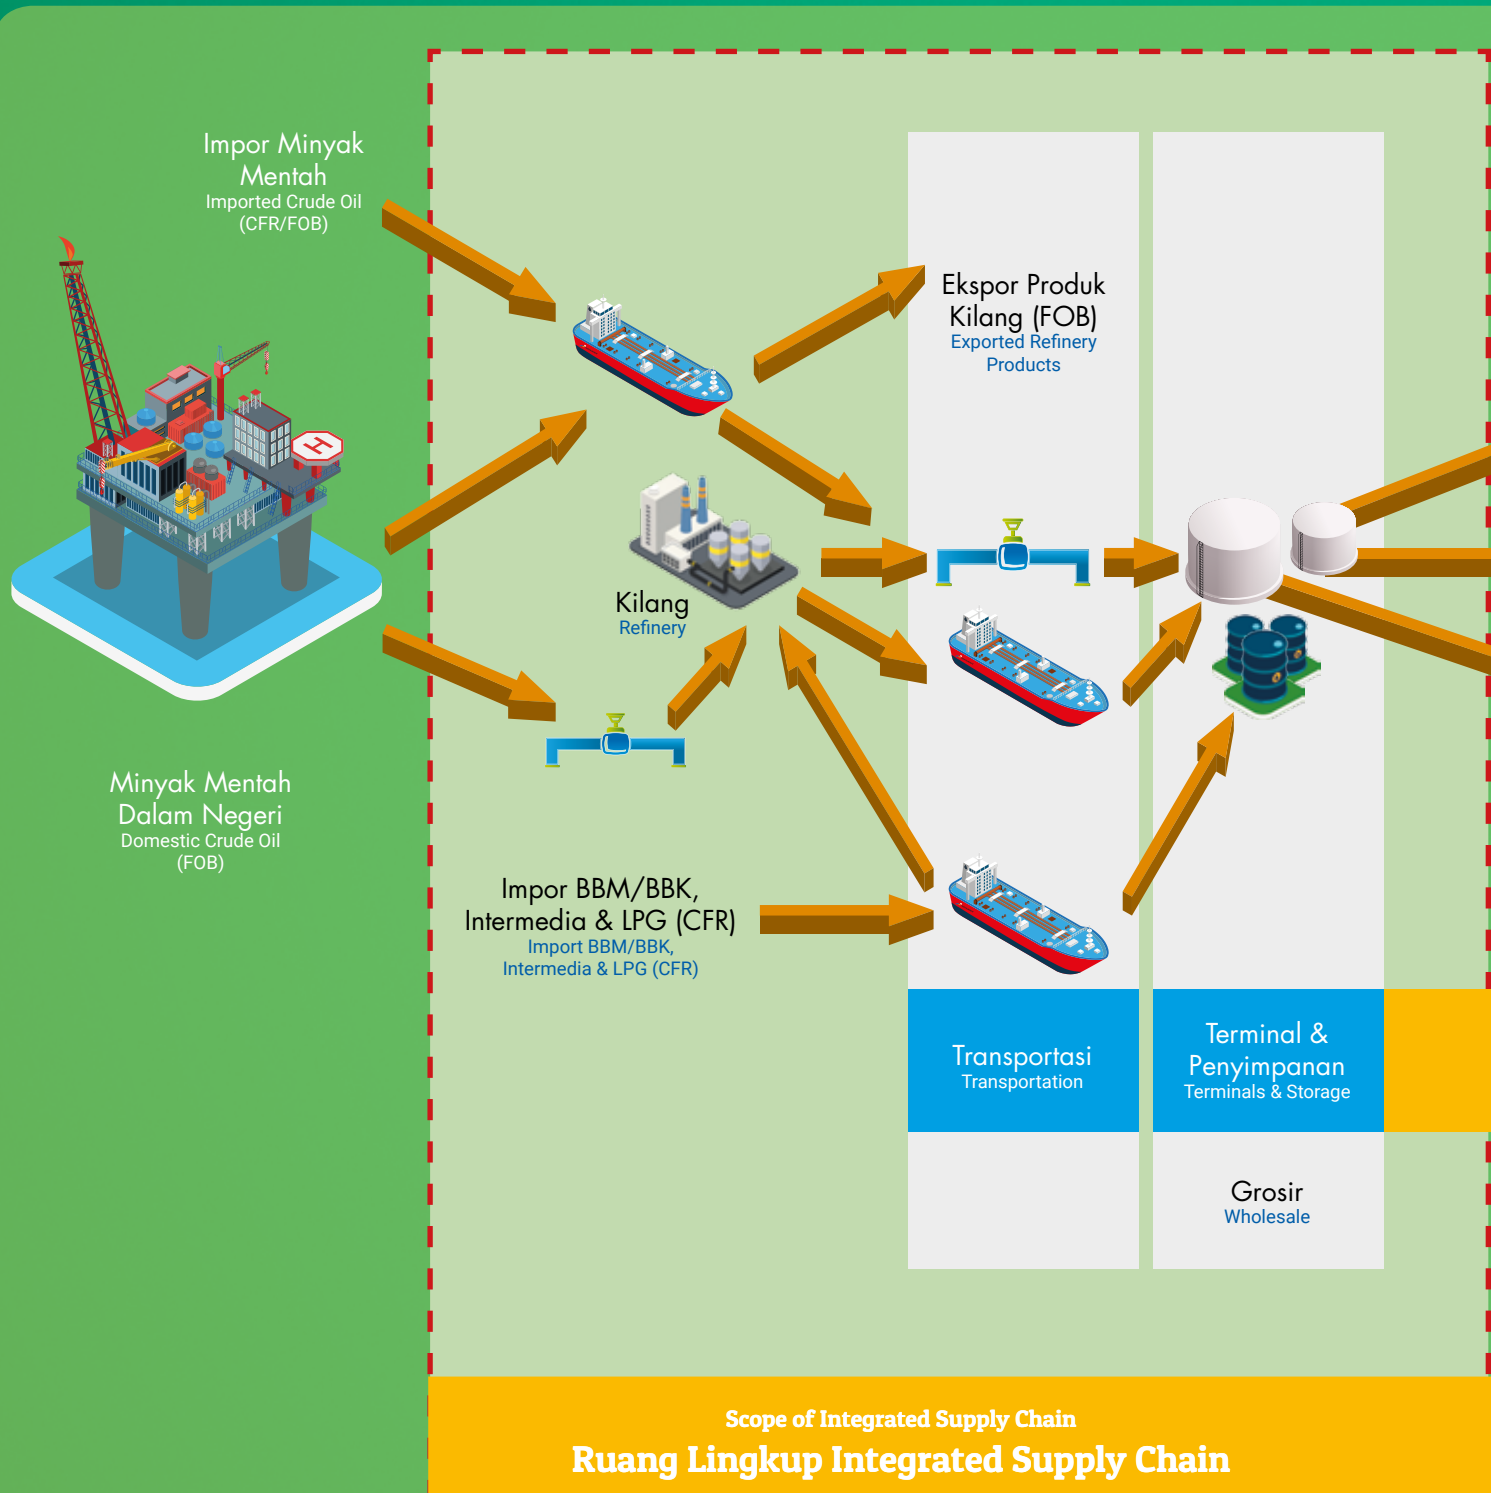 Impor Minyak
Mentah
Imported Crude Oil
(CFR/FOB)
Ekspor Produk
Kilang (FOB)
Exported Refinery
Products
H
Kilang
Refinery
Minyak Mentah
Dalam Negeri
Domestic Crude Oil
(FOB)
Impor BBM/BBK,
Intermedia & LPG (CFR)
Import BBM/BBK,
Intermedia & LPG (CFR)
Transportasi
Transportation
Terminal &
Penyimpanan
Terminals & Storage
Grosir
Wholesale
Scope of Integrated Supply Chain
Ruang Lingkup Integrated Supply Chain